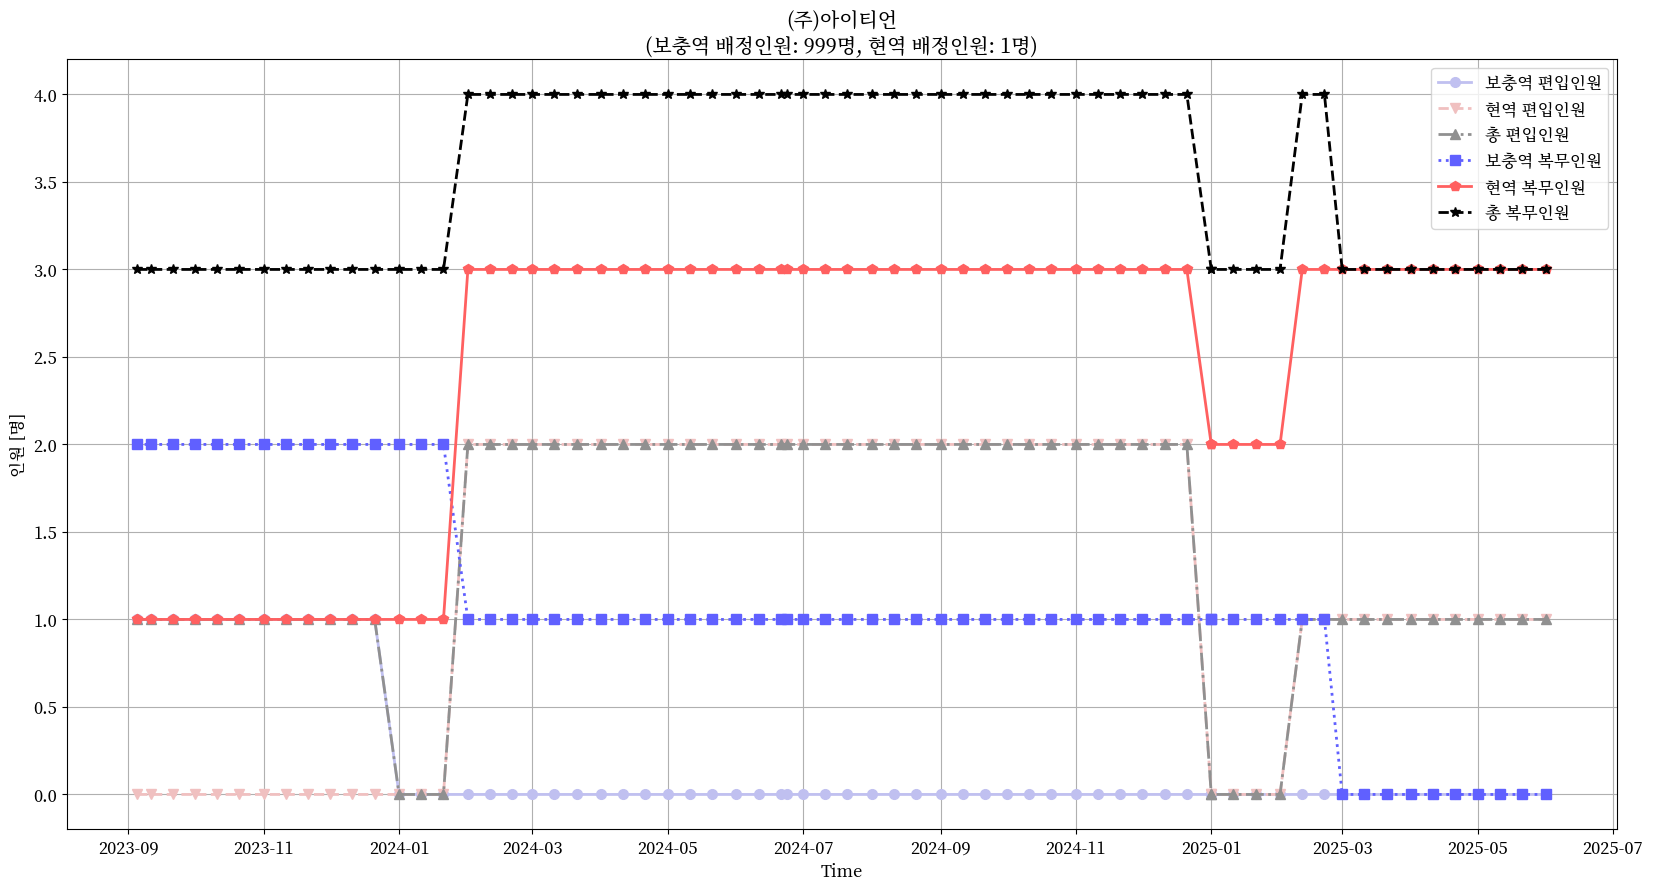 (주)아이티언
(보충역 배정인원: 999명, 현역 배정인원: 1명)
4.0
3.5
3.0
2.5
2.0
1.5
1.0
0.5
0.0
인원 [명]
보충역 편입인원
현역 편입인원
총 편입인원
보충역 복무인원
현역 복무인원
총 복무인원
2023-09 2023-11 2024-01 2024-03 2024-05 2024-07 2024-09 2024-11 2025-01 2025-03 2025-05 2025-07
Time